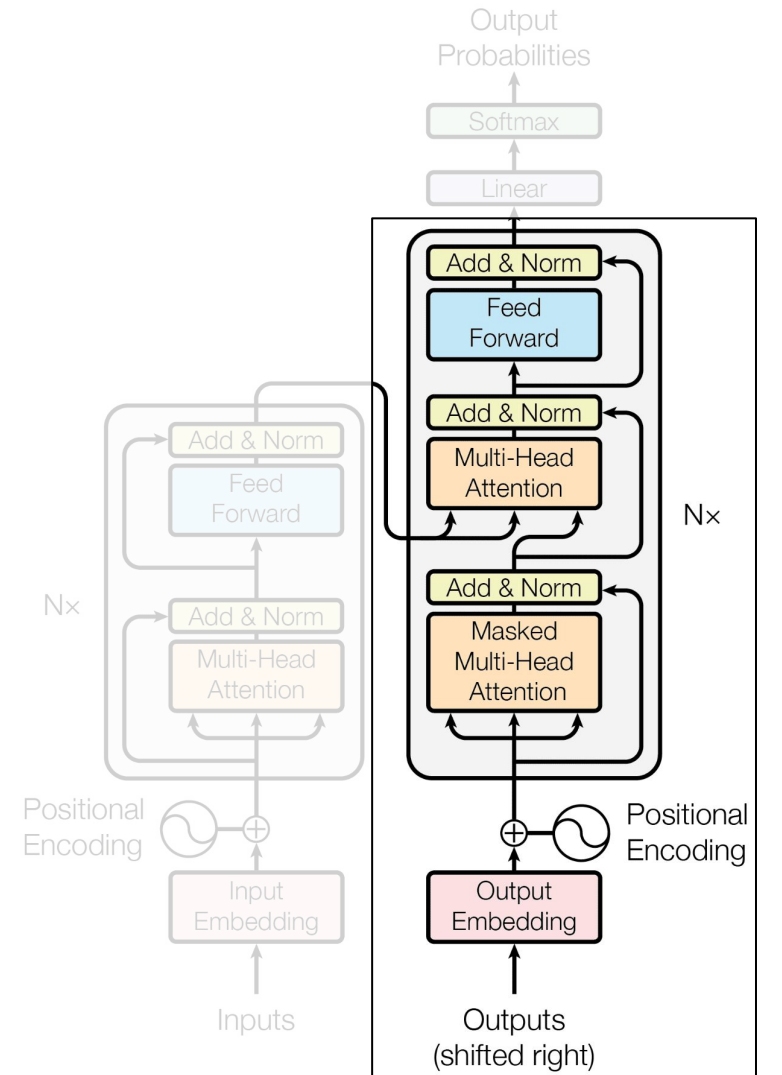 Output
Probabilities
Softmax
Linear
Add & Norm
Feed
Forward
Add & Norm
Multi-Head
Attention
Add & Norm
Masked
Multi-Head
Attention
Nx
Positional
Encoding
Output
Embedding
Outputs
(shifted right)
Add & Norm
Feed
Forward
Add & Norm
Multi-Head
Attention
Nx
Positional
Encoding
Input
Embedding
Inputs